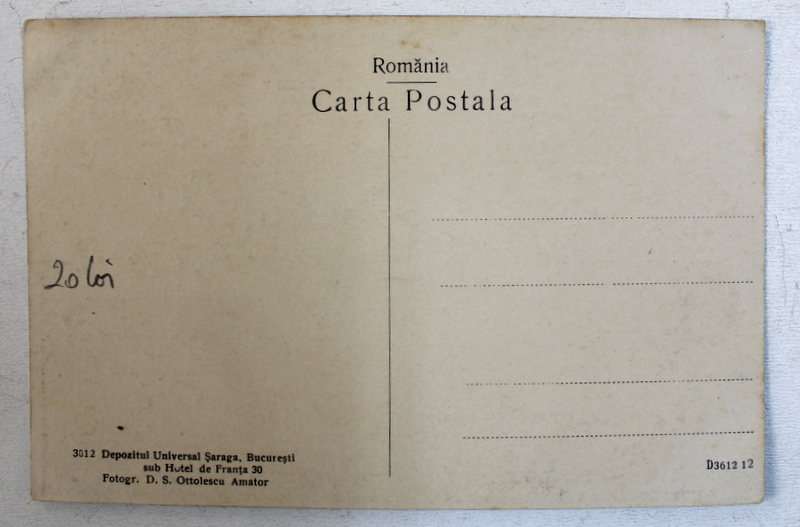 România
Carta Postala
20 lei
3012 Depozitul Universal Şaraga, Bucureşti
sub Hotel de Franţa 30
Fotogr. D. S. Ottolescu Amator
D3612 12